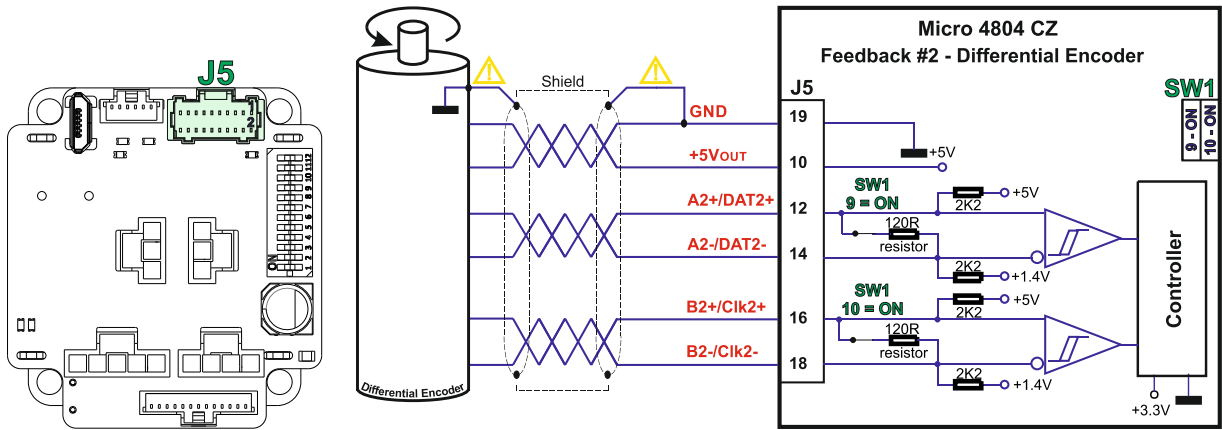 J5
1
2
12
11
10
9
8
7
6
5
4
3
2
1
ON
Differential Encoder
Shield
GND
+5VOUT
A2+/DAT2+
A2-/DAT2-
B2+/Clk2+
B2-/Clk2-
Micro 4804 CZ
Feedback #2 - Differential Encoder
SW1
9 - ON
10 - ON
J5
19
10
12
14
16
18
+5V
SW1
9 = ON
120R
resistor
2K2
+5V
2K2
+1.4V
SW1
10 = ON
120R
resistor
2K2
+5V
2K2
+1.4V
Controller
+3.3V